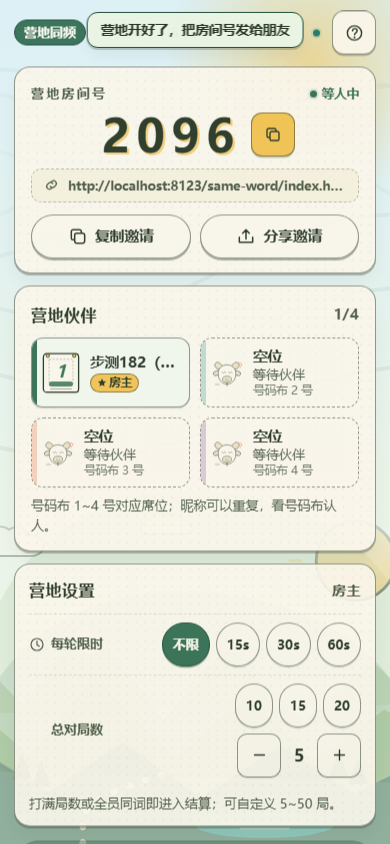 营地同频
营地开好了，把房间号发给朋友
营地房间号
等人中
2096
http://localhost:8123/same-word/index.h...
复制邀请
分享邀请
营地伙伴
1/4
1
步测182（...
房主
空位
等待伙伴
号码布 2 号
空位
等待伙伴
号码布 3 号
空位
等待伙伴
号码布 4 号
号码布 1~4 号对应席位；昵称可以重复，看号码布认
人。
营地设置
房主
每轮限时
不限
15s
30s
60s
总对局数
10
15
20
−
5
+
打满局数或全员同词即进入结算；可自定义 5~50 局。